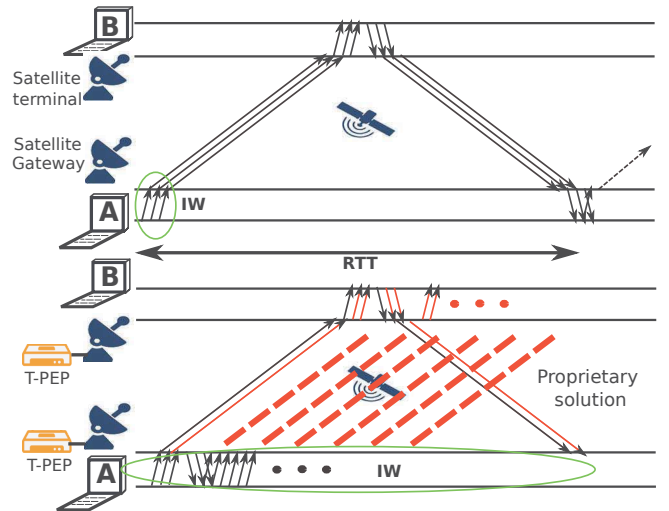 B
Satellite
terminal
Satellite
Gateway
A
IW
RTT
B
T-PEP
Proprietary
solution
T-PEP
A
IW